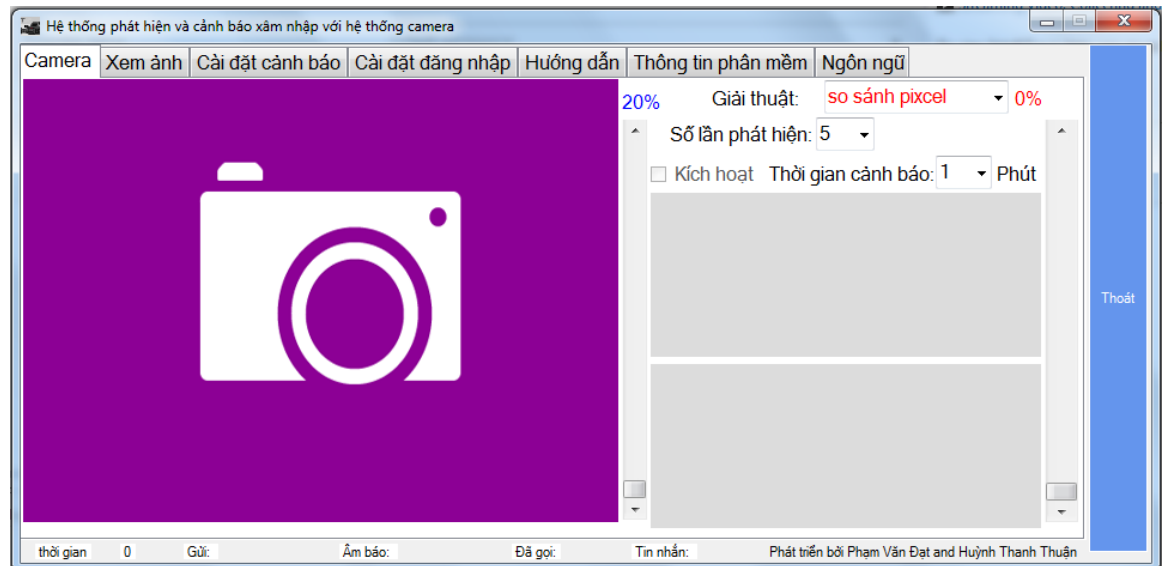 Hệ thống phát hiện và cảnh báo xâm nhập với hệ thống camera
Camera Xem ảnh Cài đặt cảnh báo Cài đặt đăng nhập Hướng dẫn Thông tin phần mềm Ngôn ngữ
20% Giải thuật: so sánh pixcel 0%
Số lần phát hiện: 5
Kích hoạt Thời gian cảnh báo: 1 Phút
Thoát
thời gian 0 Gửi: Âm báo: Đã gọi: Tin nhắn: Phát triển bởi Phạm Văn Đạt and Huỳnh Thanh Thuận